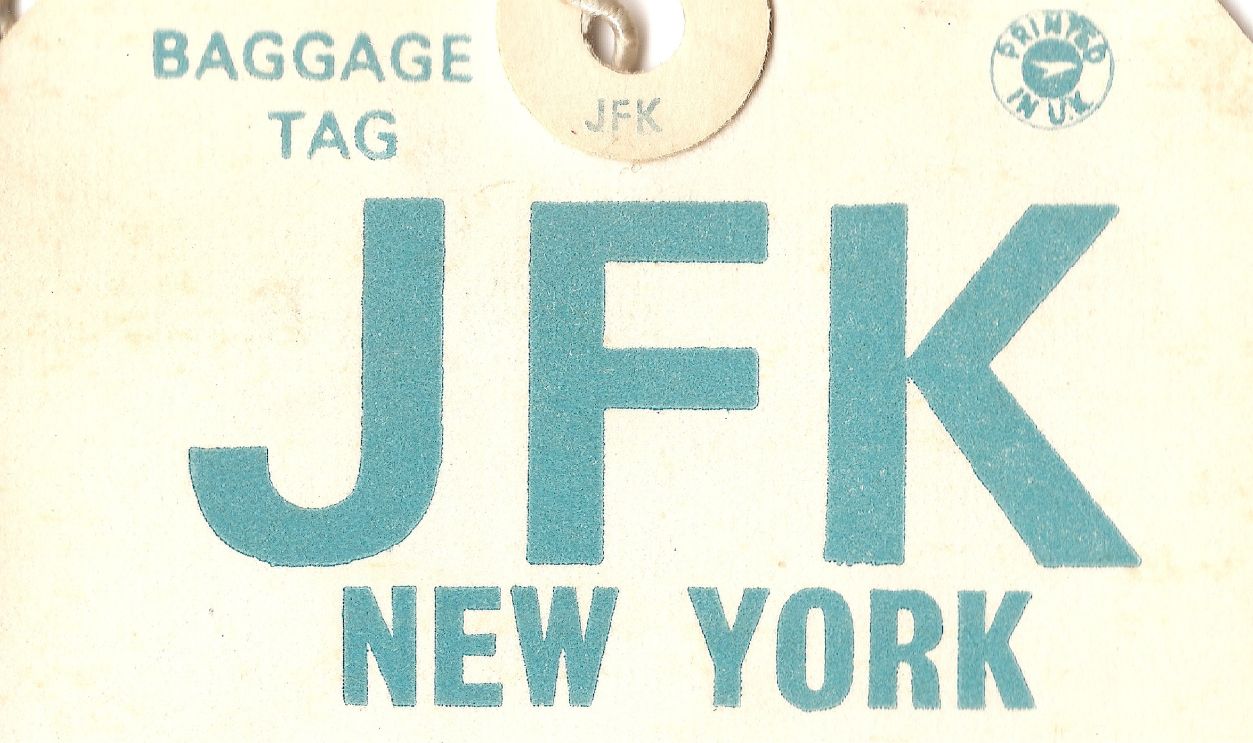 BAGGAGE
TAG
JFK
PRINTED
IN U.K.
JFK
NEW YORK